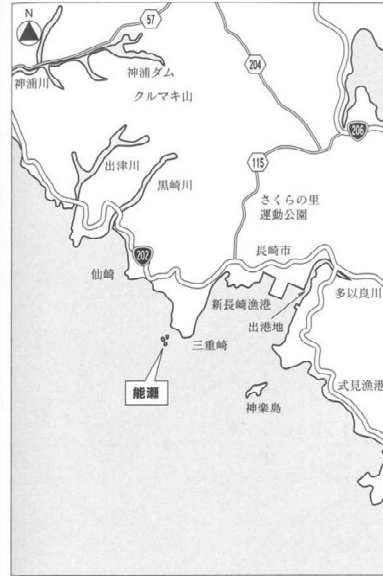 N
57
神浦ダム
神浦川
クルマキ山
204
206
出津川
115
黒崎川
さくらの里
運動公園
長崎市
202
仙崎
多以良川
新長崎漁港
出港地
三重崎
能瀬
式見漁港
神楽島